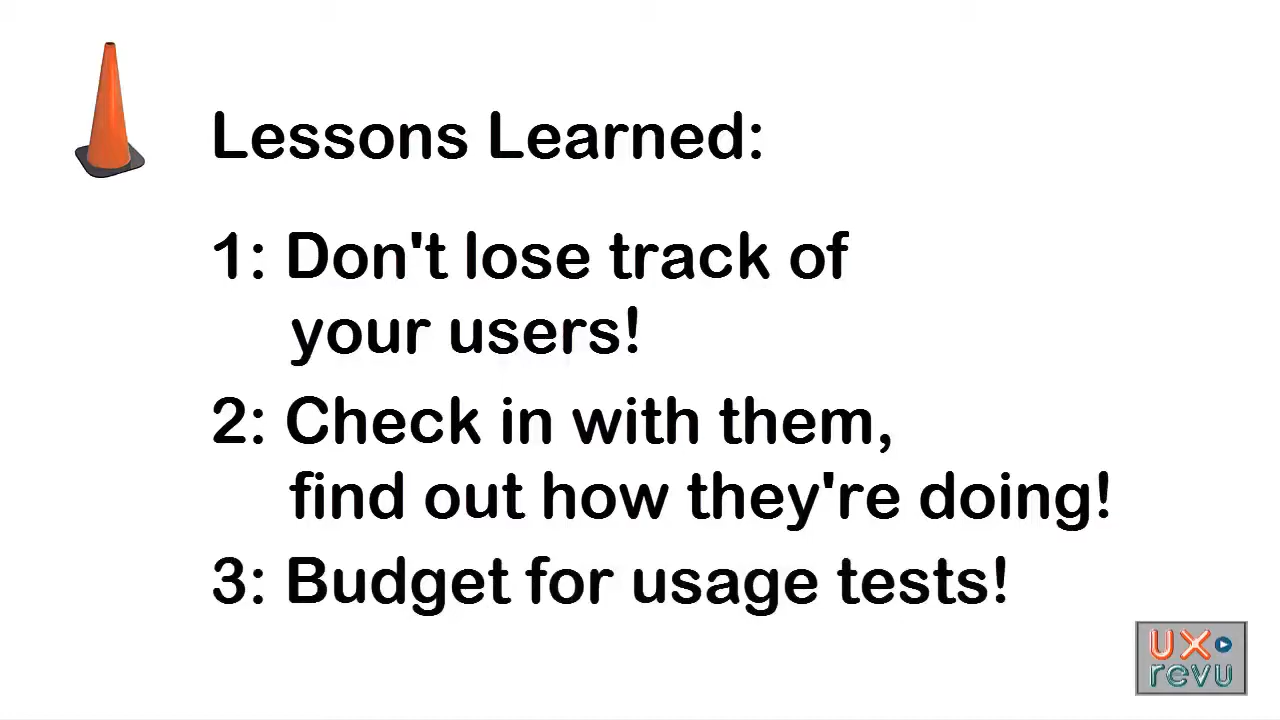 Lessons Learned:
1: Don't lose track of
your users!
2: Check in with them,
find out how they're doing!
3: Budget for usage tests!
UX
revu